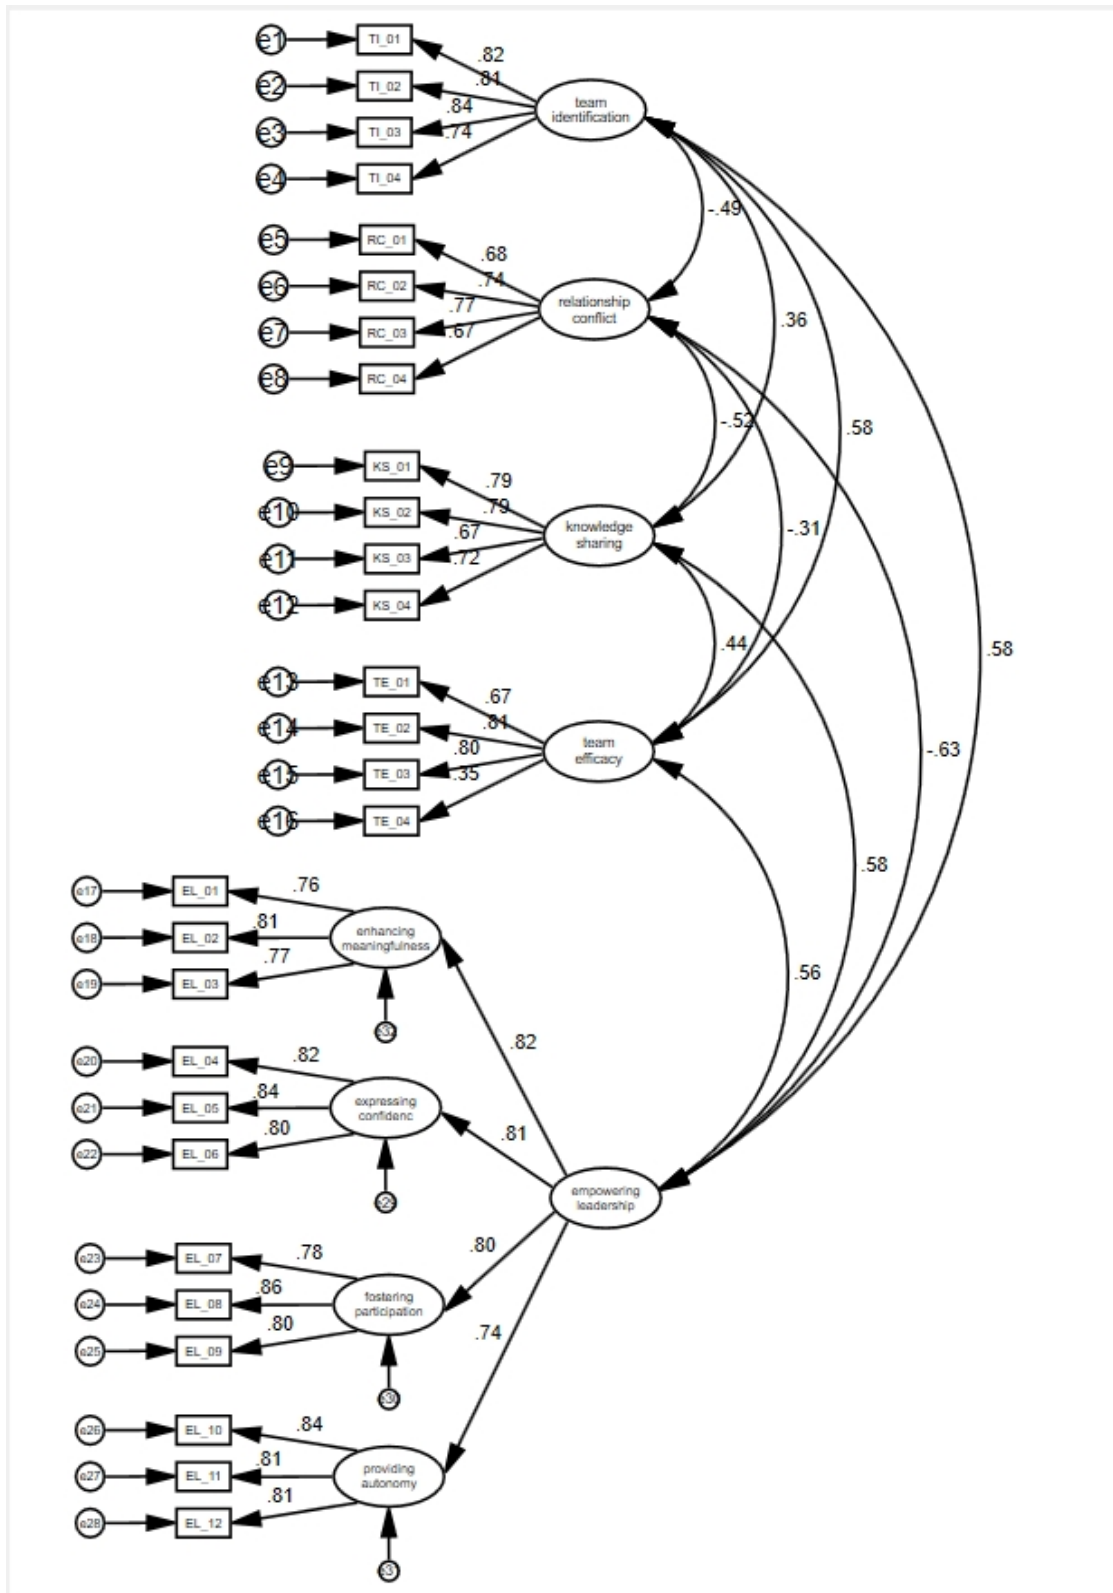 e1 TI_01 .82
e2 TI_02 .81
team
identification
e3 TI_03 .84
e4 TI_04 .74
-.49
e5 RC_01 .68
e6 RC_02 .74
relationship
conflict
.36
e7 RC_03 .77
e8 RC_04 .67
-.52
.58
e9 KS_01 .79
e10 KS_02 .79
knowledge
sharing
-.31
e11 KS_03 .67
e12 KS_04 .72
.44
.58
e13 TE_01 .67
e14 TE_02 .81
team
efficacy
-.63
e15 TE_03 .80
e16 TE_04 .35
.58
e17 EL_01 .76
e18 EL_02 .81
enhancing
meaningfulness
e19 EL_03 .77
.56
e32
.82
e20 EL_04 .82
e21 EL_05 .84
expressing
confidenc
e22 EL_06 .80
.81
e29
empowering
leadership
e23 EL_07 .78
.80
e24 EL_08 .86
fostering
participation
e25 EL_09 .80
.74
e30
e26 EL_10 .84
e27 EL_11 .81
providing
autonomy
e28 EL_12 .81